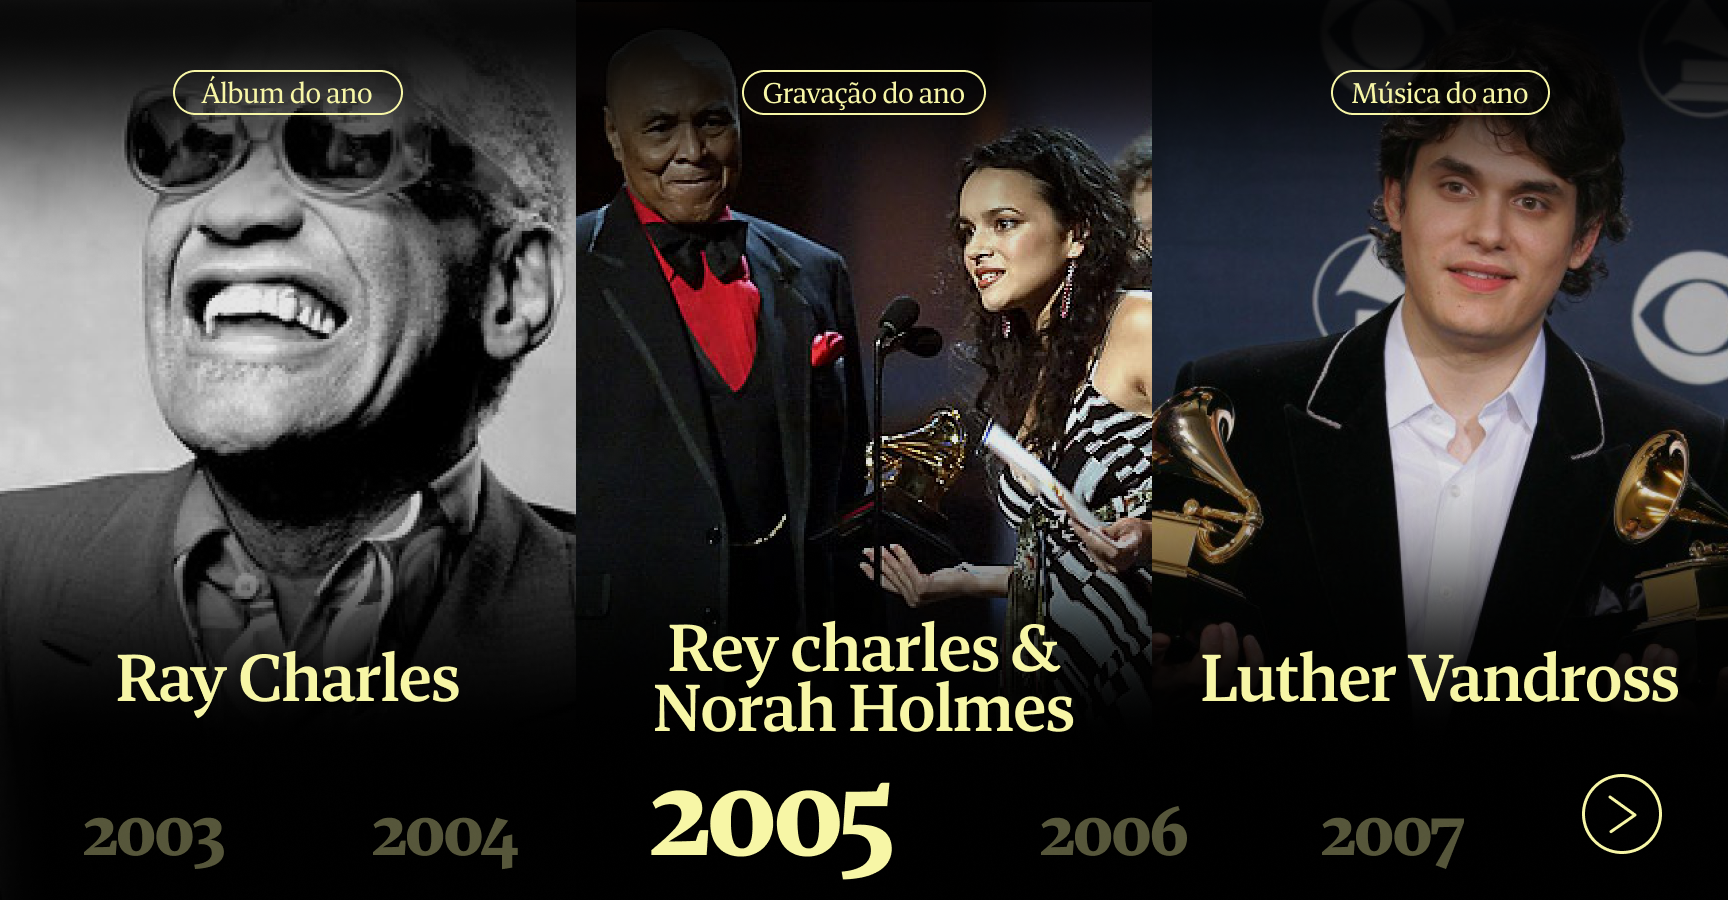 Álbum do ano
Gravação do ano
Música do ano
Ray Charles
Rey charles &
Norah Holmes
Luther Vandross
2003
2004
2005
2006
2007